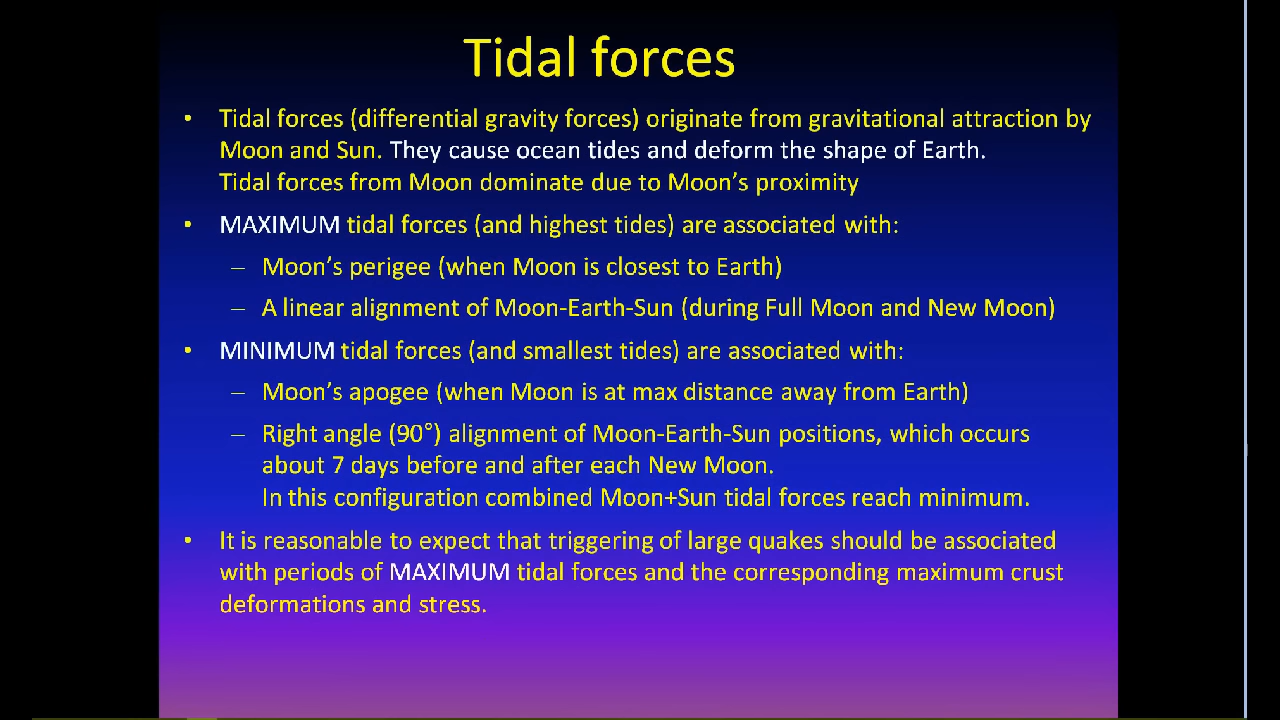 Tidal forces
• Tidal forces (differential gravity forces) originate from gravitational attraction by
Moon and Sun. They cause ocean tides and deform the shape of Earth.
Tidal forces from Moon dominate due to Moon’s proximity
• MAXIMUM tidal forces (and highest tides) are associated with:
– Moon’s perigee (when Moon is closest to Earth)
– A linear alignment of Moon-Earth-Sun (during Full Moon and New Moon)
• MINIMUM tidal forces (and smallest tides) are associated with:
– Moon’s apogee (when Moon is at max distance away from Earth)
– Right angle (90°) alignment of Moon-Earth-Sun positions, which occurs
about 7 days before and after each New Moon.
In this configuration combined Moon+Sun tidal forces reach minimum.
• It is reasonable to expect that triggering of large quakes should be associated
with periods of MAXIMUM tidal forces and the corresponding maximum crust
deformations and stress.